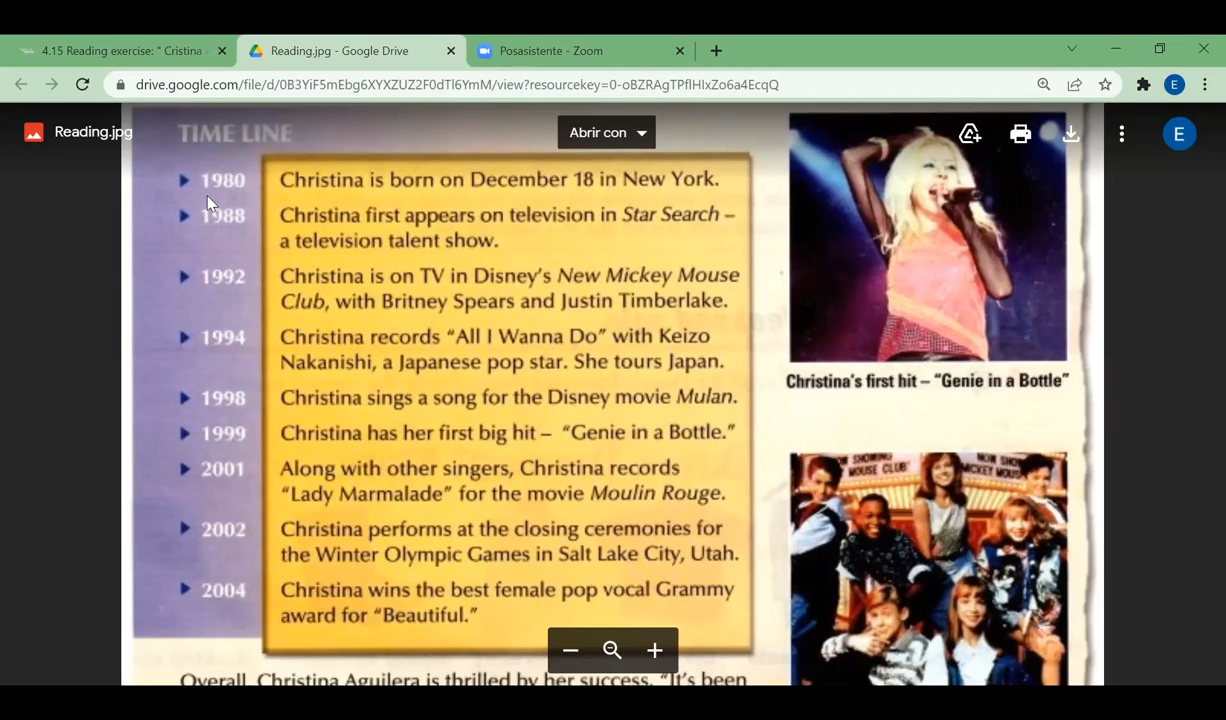 4.15 Reading exercise: " Cristina
Reading.jpg - Google Drive
Posasistente - Zoom
drive.google.com/file/d/0B3YiF5mEbg6XYXZUZ2F0dTl6YmM/view?resourcekey=0-oBZRAgTPflHIxZo6a4EcqQ
E
Reading.jpg
Abrir con
E
TIME LINE
1980 Christina is born on December 18 in New York.
1988 Christina first appears on television in Star Search –
a television talent show.
1992 Christina is on TV in Disney's New Mickey Mouse
Club, with Britney Spears and Justin Timberlake.
1994 Christina records “All I Wanna Do” with Keizo
Nakanishi, a Japanese pop star. She tours Japan.
1998 Christina sings a song for the Disney movie Mulan.
1999 Christina has her first big hit – “Genie in a Bottle.”
2001 Along with other singers, Christina records
“Lady Marmalade” for the movie Moulin Rouge.
2002 Christina performs at the closing ceremonies for
the Winter Olympic Games in Salt Lake City, Utah.
2004 Christina wins the best female pop vocal Grammy
award for “Beautiful.”
Overall, Christina Aguilera is thrilled by her success. “It's been
Christina's first hit – “Genie in a Bottle”
NOW SHOWING
MOUSE CLUB'
NOW SHO
MICKEY MOUSE